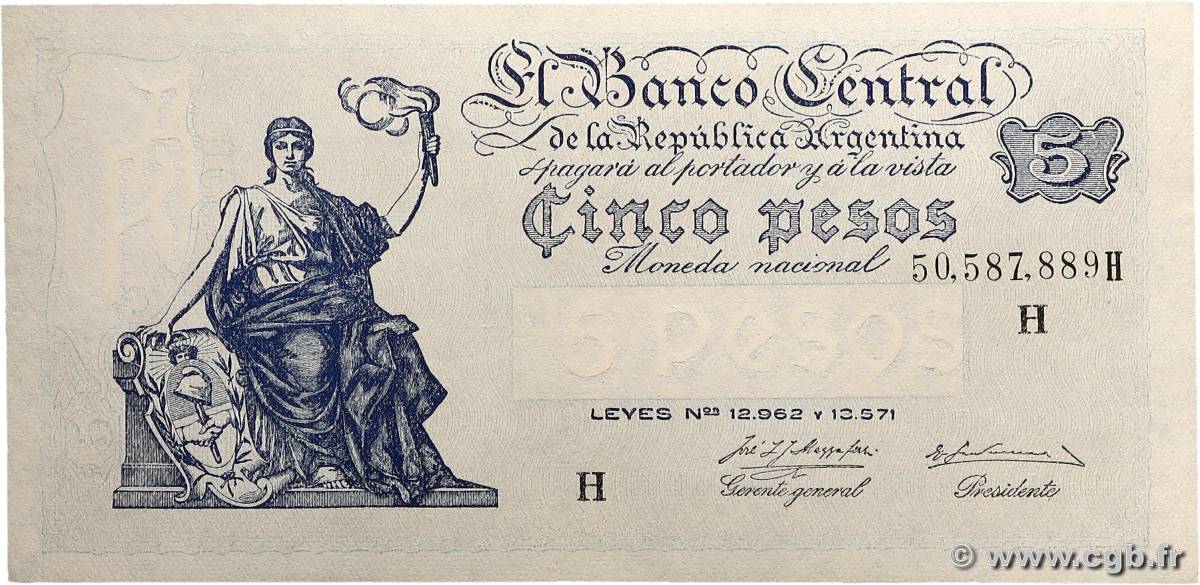 El Banco Central
de la República Argentina
pagará al portador y á la vista
5
Cinco pesos
Moneda nacional
50,587,889H
H
5 pesos
LEYES Nos 12.962 Y 13.571
H
Gerente general
Presidente
© www.cgb.fr